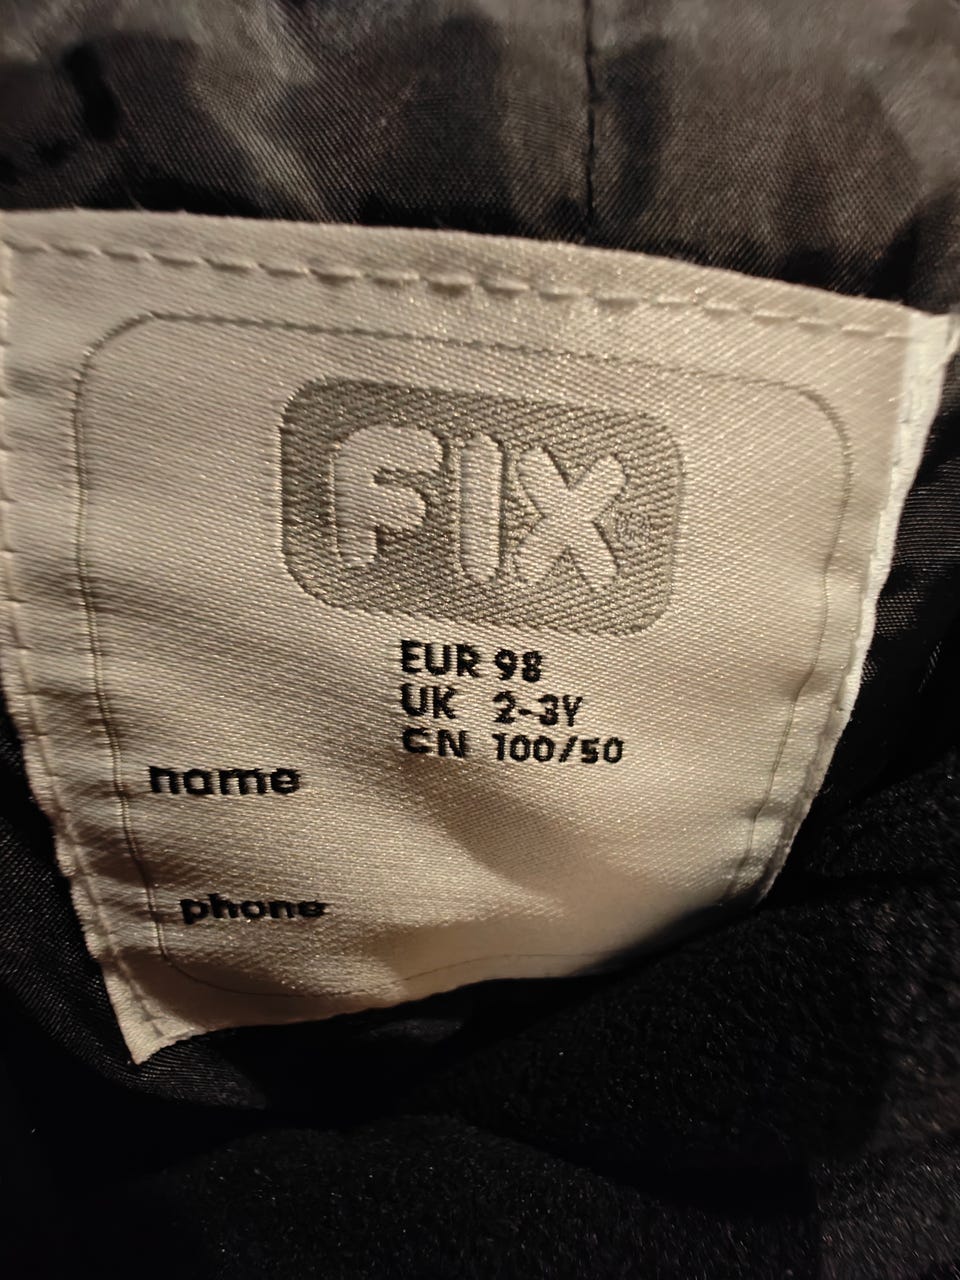 FIX
EUR 98
UK 2-3Y
CN 100/50
name
phone